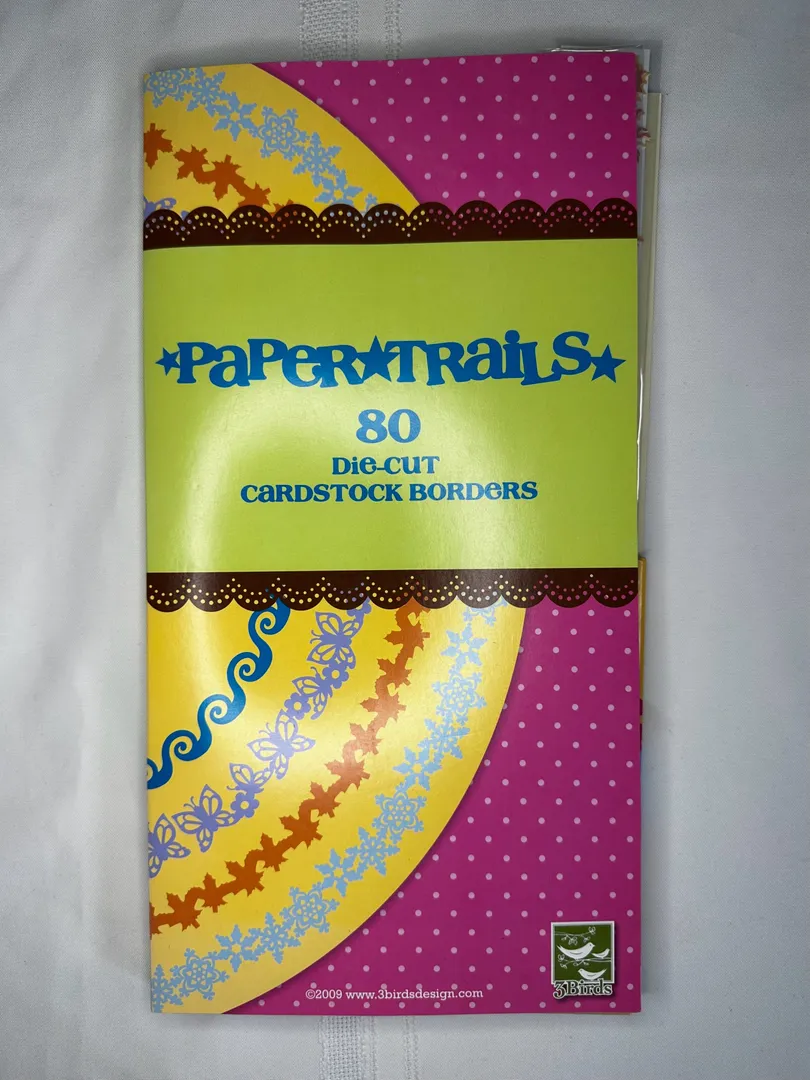 ★PaPeR★TRaiLS★
80
Die-CUT
CaRDSTOCK BORDeRS
©2009 www.3birdsdesign.com
3Birds